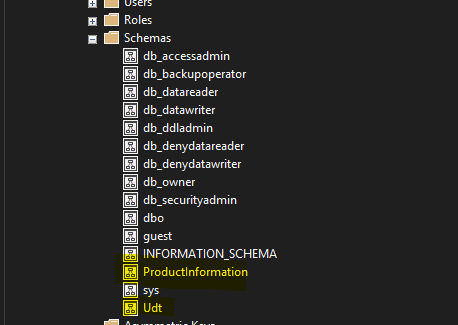 Users
Roles
Schemas
db_accessadmin
db_backupoperator
db_datareader
db_datawriter
db_ddladmin
db_denydatareader
db_denydatawriter
db_owner
db_securityadmin
dbo
guest
INFORMATION_SCHEMA
ProductInformation
sys
Udt
Asymmetric Keys